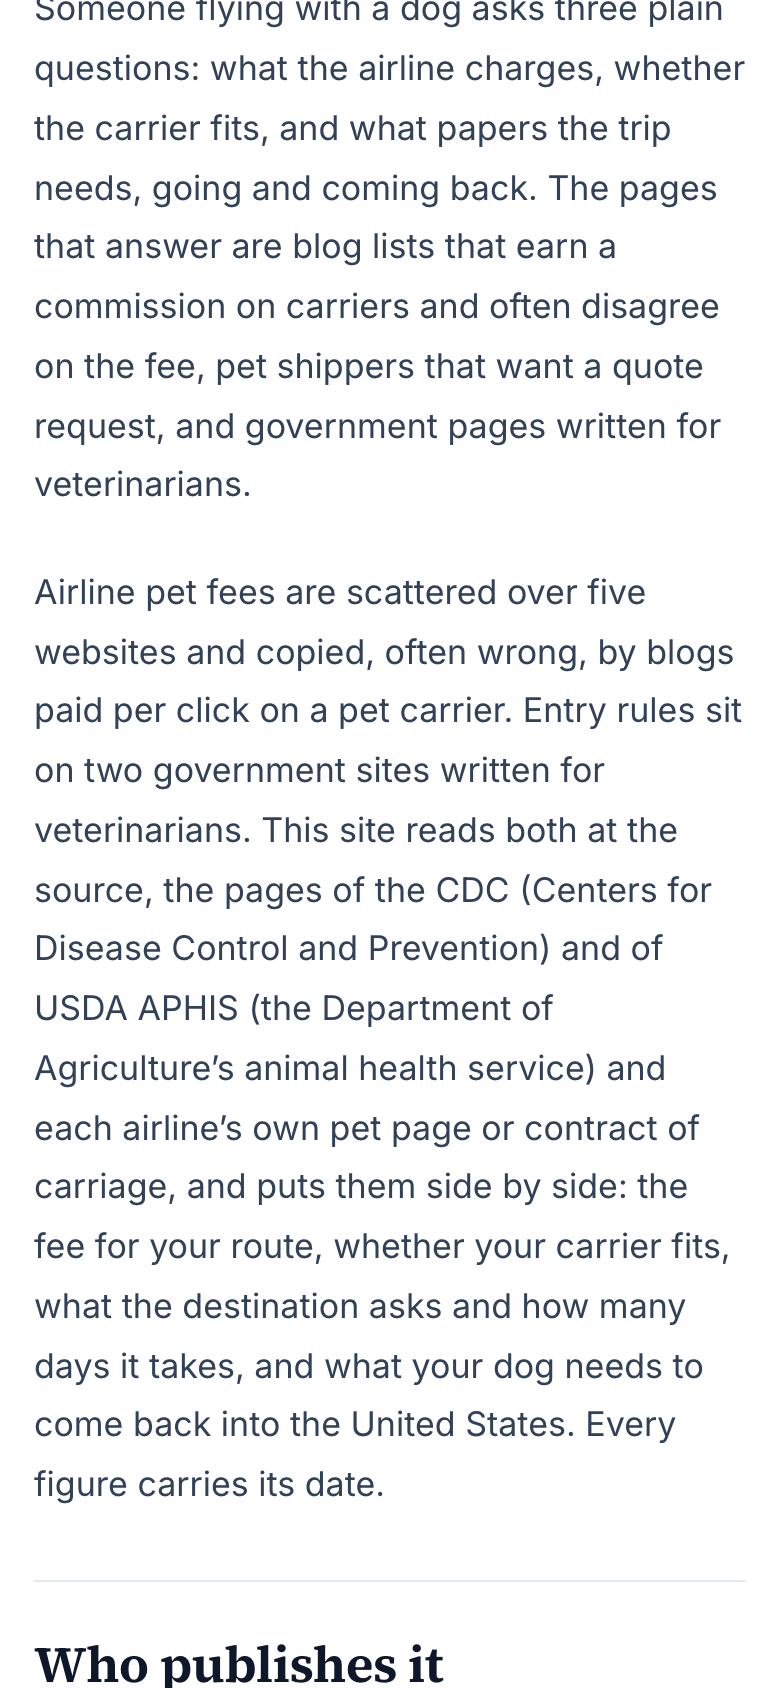 Someone flying with a dog asks three plain
questions: what the airline charges, whether
the carrier fits, and what papers the trip
needs, going and coming back. The pages
that answer are blog lists that earn a
commission on carriers and often disagree
on the fee, pet shippers that want a quote
request, and government pages written for
veterinarians.
Airline pet fees are scattered over five
websites and copied, often wrong, by blogs
paid per click on a pet carrier. Entry rules sit
on two government sites written for
veterinarians. This site reads both at the
source, the pages of the CDC (Centers for
Disease Control and Prevention) and of
USDA APHIS (the Department of
Agriculture’s animal health service) and
each airline’s own pet page or contract of
carriage, and puts them side by side: the
fee for your route, whether your carrier fits,
what the destination asks and how many
days it takes, and what your dog needs to
come back into the United States. Every
figure carries its date.
Who publishes it